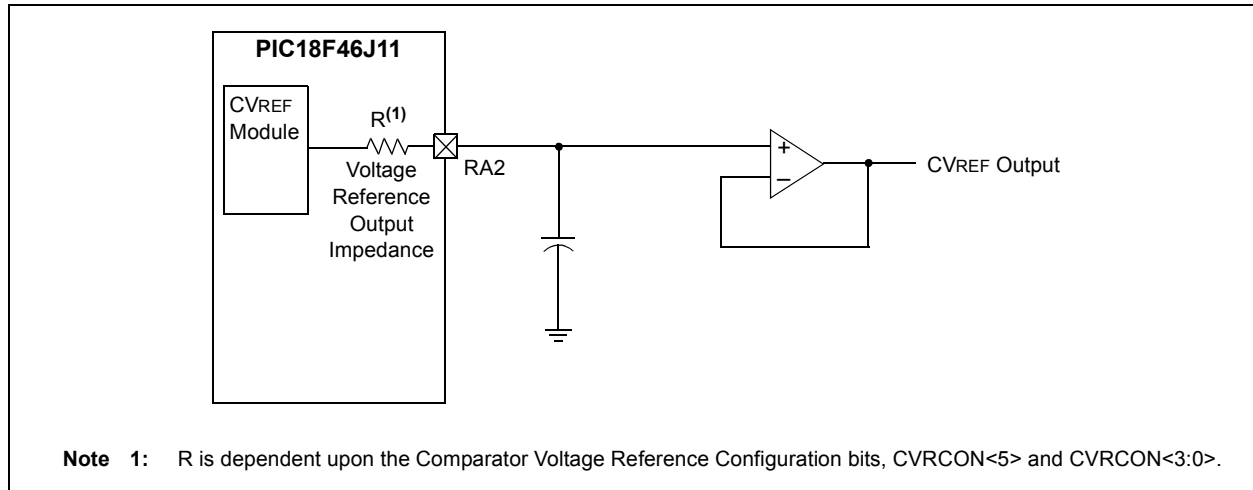 PIC18F46J11
CVREF
Module
R(1)
Voltage
Reference
Output
Impedance
RA2
+
–
CVREF Output
Note 1: R is dependent upon the Comparator Voltage Reference Configuration bits, CVRCON<5> and CVRCON<3:0>.